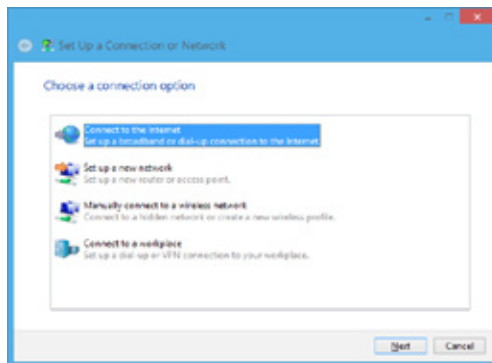 Set Up a Connection or Network
Choose a connection option
Connect to the Internet
Set up a broadband or dial-up connection to the Internet.
Set up a new network
Set up a new router or access point.
Manually connect to a wireless network
Connect to a hidden network or create a new wireless profile.
Connect to a workplace
Set up a dial-up or VPN connection to your workplace.
Next Cancel